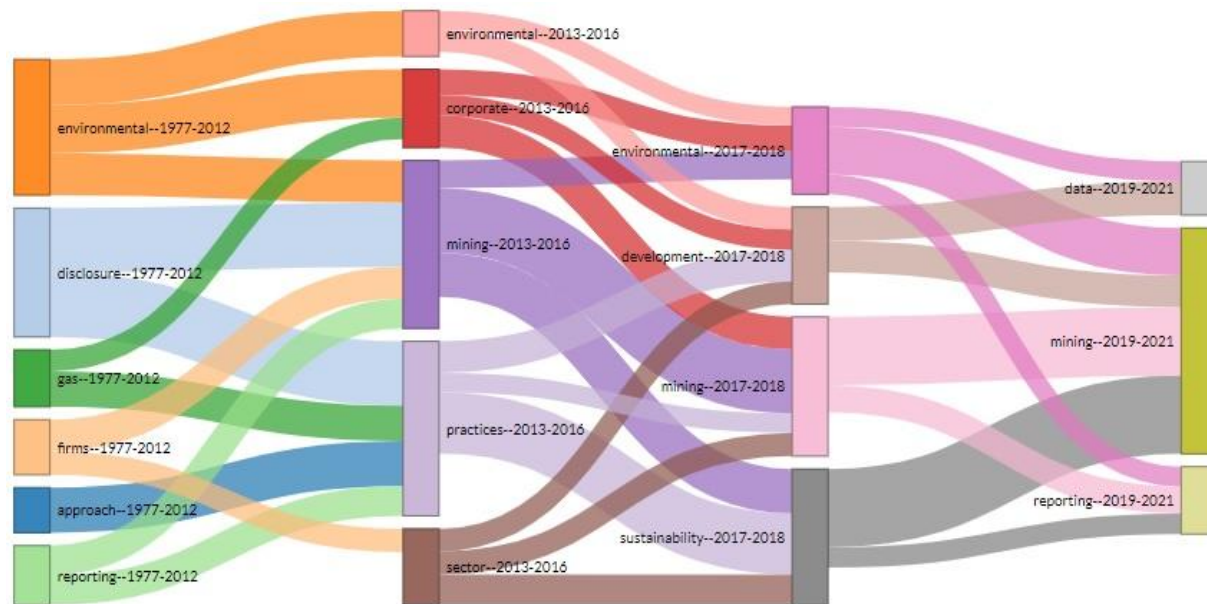 environmental--1977-2012
disclosure--1977-2012
gas--1977-2012
firms--1977-2012
approach--1977-2012
reporting--1977-2012
environmental--2013-2016
corporate--2013-2016
mining--2013-2016
practices--2013-2016
sector--2013-2016
environmental--2017-2018
development--2017-2018
mining--2017-2018
sustainability--2017-2018
data--2019-2021
mining--2019-2021
reporting--2019-2021